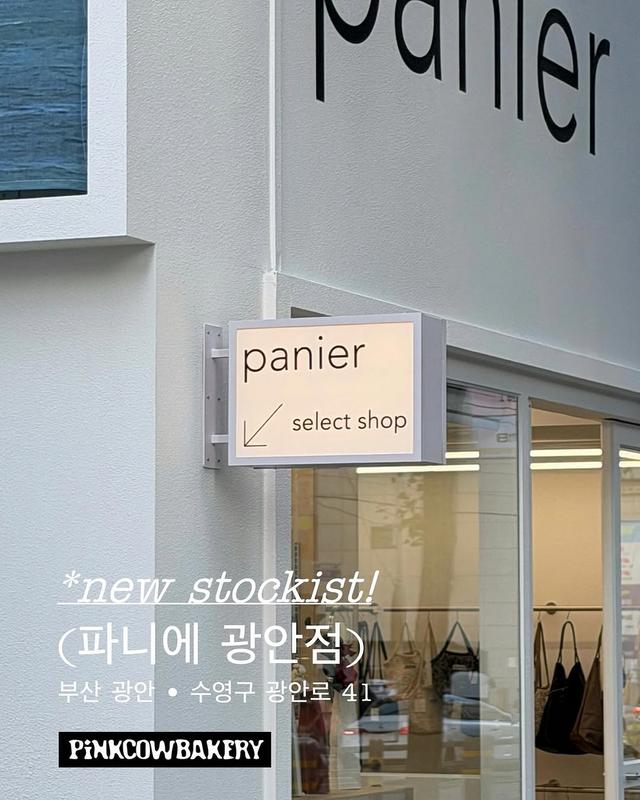 panier
panier
select shop
*new stockist!
(파니에 광안점)
부산 광안 • 수영구 광안로 41
PiNKCOWBAKERY